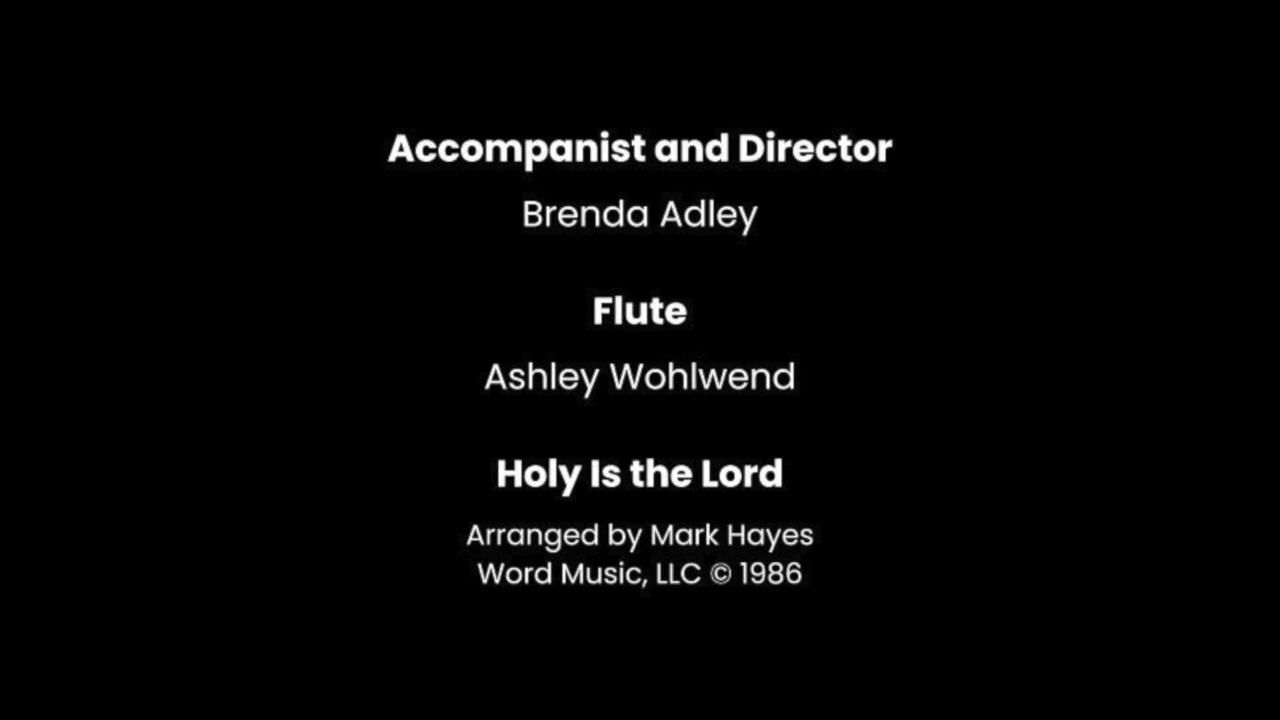 Accompanist and Director
Brenda Adley
Flute
Ashley Wohlwend
Holy Is the Lord
Arranged by Mark Hayes
Word Music, LLC © 1986